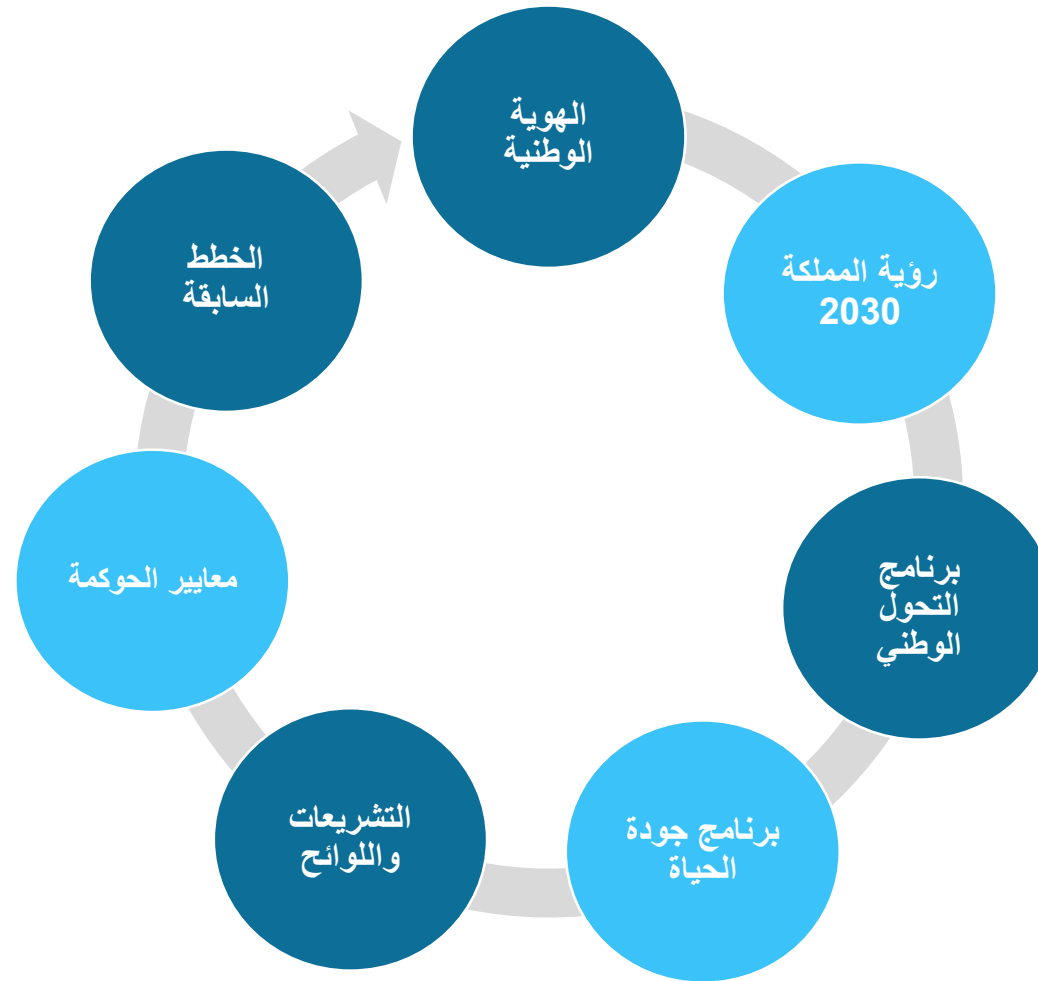 الهوية
الوطنية
رؤية المملكة
2030
برنامج
التحول
الوطني
برنامج جودة
الحياة
التشريعات
واللوائح
معايير الحوكمة
الخطط
السابقة